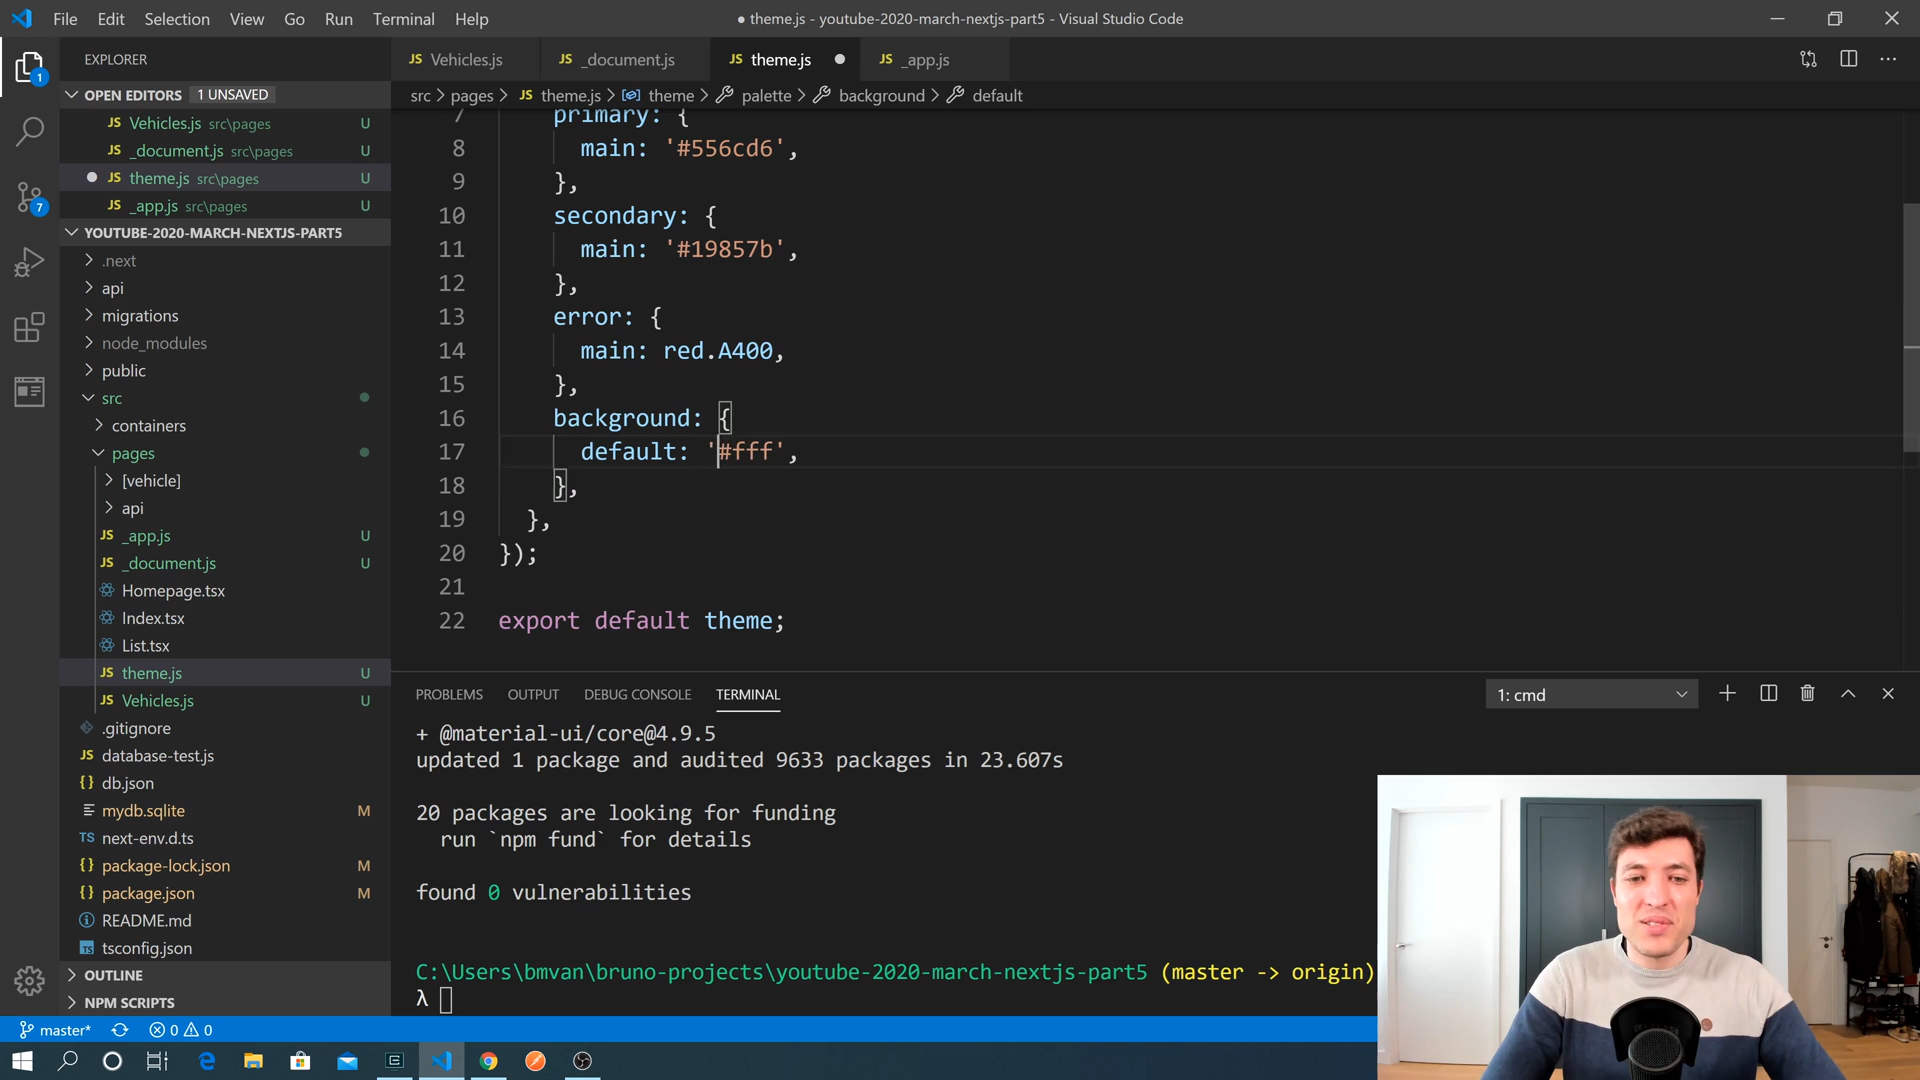 File Edit Selection View Go Run Terminal Help
● theme.js - youtube-2020-march-nextjs-part5 - Visual Studio Code
EXPLORER
JS Vehicles.js
JS _document.js
JS theme.js
JS _app.js
OPEN EDITORS 1 UNSAVED
JS Vehicles.js src\pages U
JS _document.js src\pages U
JS theme.js src\pages U
JS _app.js src\pages U
YOUTUBE-2020-MARCH-NEXTJS-PART5
.next
api
migrations
node_modules
public
src
containers
pages
[vehicle]
api
JS _app.js U
JS _document.js U
Homepage.tsx
Index.tsx
List.tsx
JS theme.js U
JS Vehicles.js U
.gitignore
JS database-test.js
{} db.json
mydb.sqlite M
TS next-env.d.ts
{} package-lock.json M
{} package.json M
README.md
TS tsconfig.json
OUTLINE
NPM SCRIPTS
1
7
src > pages > JS theme.js > theme > palette > background > default
7 primary: {
8 main: '#556cd6',
9 },
10 secondary: {
11 main: '#19857b',
12 },
13 error: {
14 main: red.A400,
15 },
16 background: {
17 default: '#fff',
18 },
19 },
20 });
21
22 export default theme;
PROBLEMS OUTPUT DEBUG CONSOLE TERMINAL
1: cmd
+ @material-ui/core@4.9.5
updated 1 package and audited 9633 packages in 23.607s
20 packages are looking for funding
run `npm fund` for details
found 0 vulnerabilities
C:\Users\bmvan\bruno-projects\youtube-2020-march-nextjs-part5 (master -> origin)
λ
master* 0 0